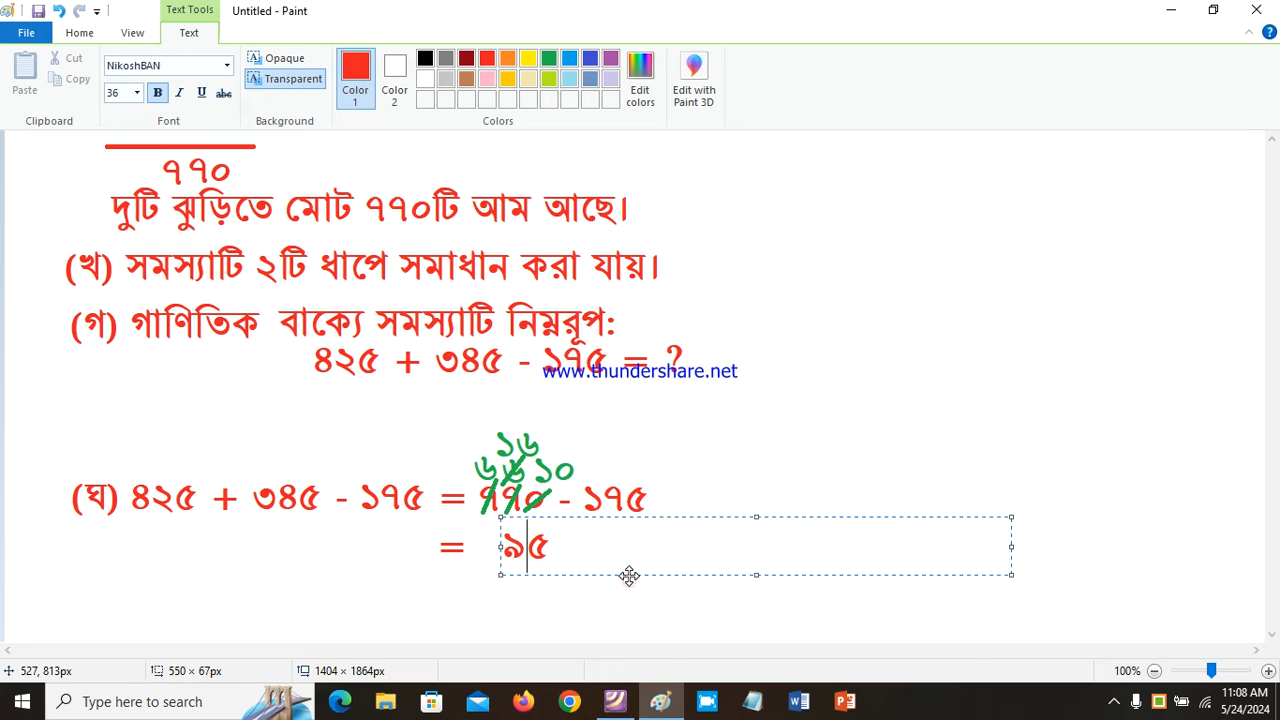 Text Tools
Untitled - Paint
File
Home
View
Text
Paste
Cut
Copy
Clipboard
NikoshBAN
36
B I U abc
Font
Opaque
Transparent
Background
Color 1
Color 2
Edit colors
Edit with Paint 3D
Colors
৭৭০
দুটি ঝুড়িতে মোট ৭৭০টি আম আছে।
(খ) সমস্যাটি ২টি ধাপে সমাধান করা যায়।
(গ) গাণিতিক বাক্যে সমস্যাটি নিম্নরূপ:
৪২৫ + ৩৪৫ - ১৭৫ = ?
www.thundershare.net
১৬
৬ ৬ ১০
(ঘ) ৪২৫ + ৩৪৫ - ১৭৫ = ৭৭০ - ১৭৫
= ৯৫
527, 813px
550 × 67px
1404 × 1864px
100%
Type here to search
11:08 AM
5/24/2024